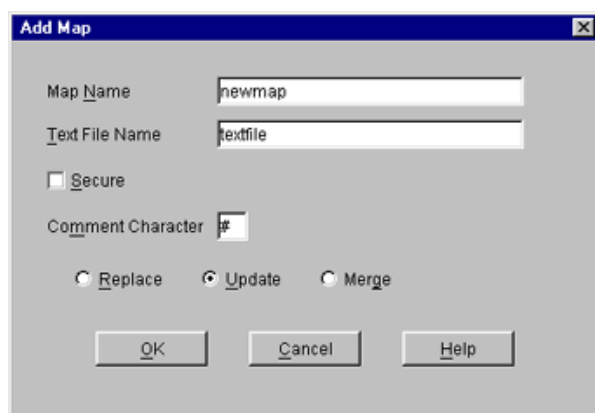 Add Map
Map Name newmap
Text File Name textfile
Secure
Comment Character #
Replace Update Merge
OK Cancel Help